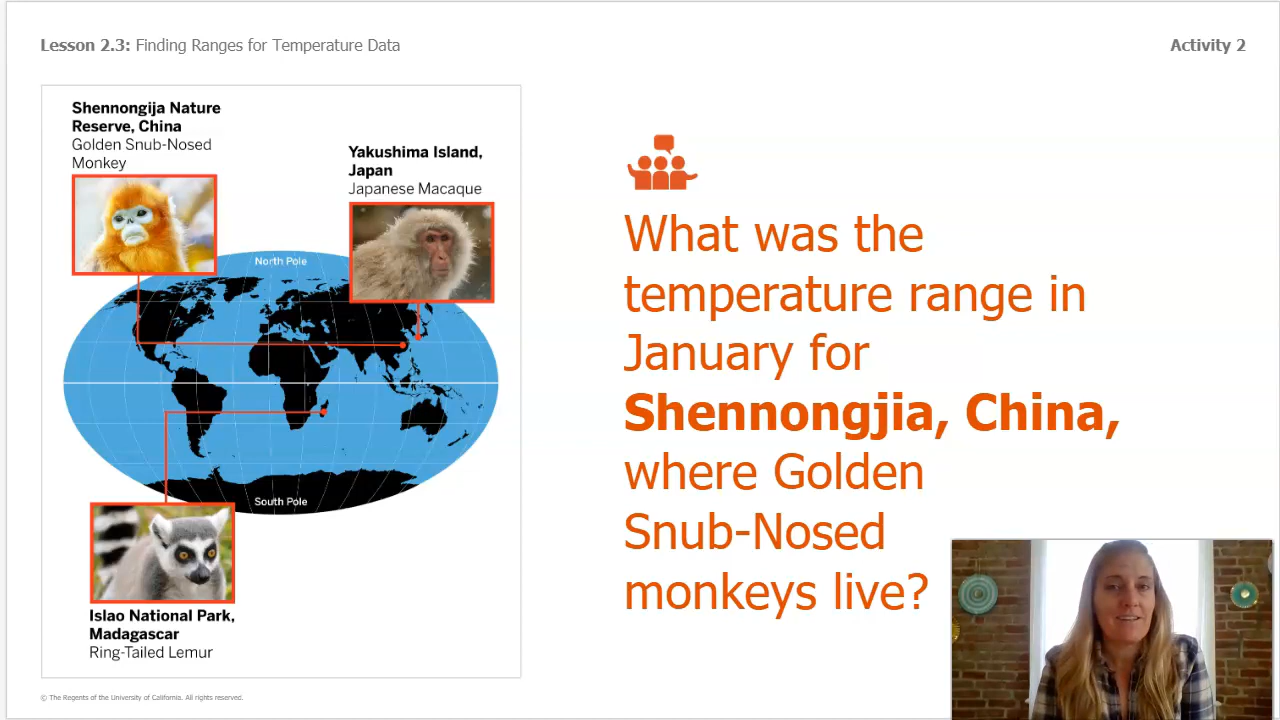 Lesson 2.3: Finding Ranges for Temperature Data
Activity 2
Shennongija Nature
Reserve, China
Golden Snub-Nosed
Monkey
Yakushima Island,
Japan
Japanese Macaque
North Pole
South Pole
Islao National Park,
Madagascar
Ring-Tailed Lemur
What was the
temperature range in
January for
Shennongjia, China,
where Golden
Snub-Nosed
monkeys live?
© The Regents of the University of California. All rights reserved.